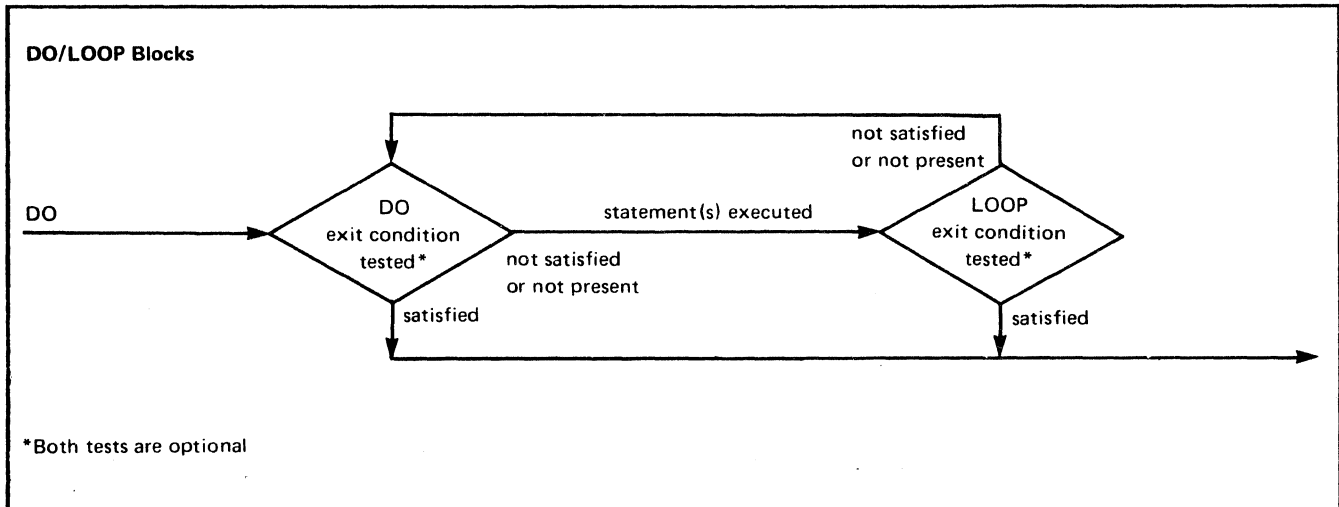 DO/LOOP Blocks
not satisfied
or not present
DO
DO
exit condition
tested*
statement(s) executed
not satisfied
or not present
LOOP
exit condition
tested*
satisfied
satisfied
*Both tests are optional